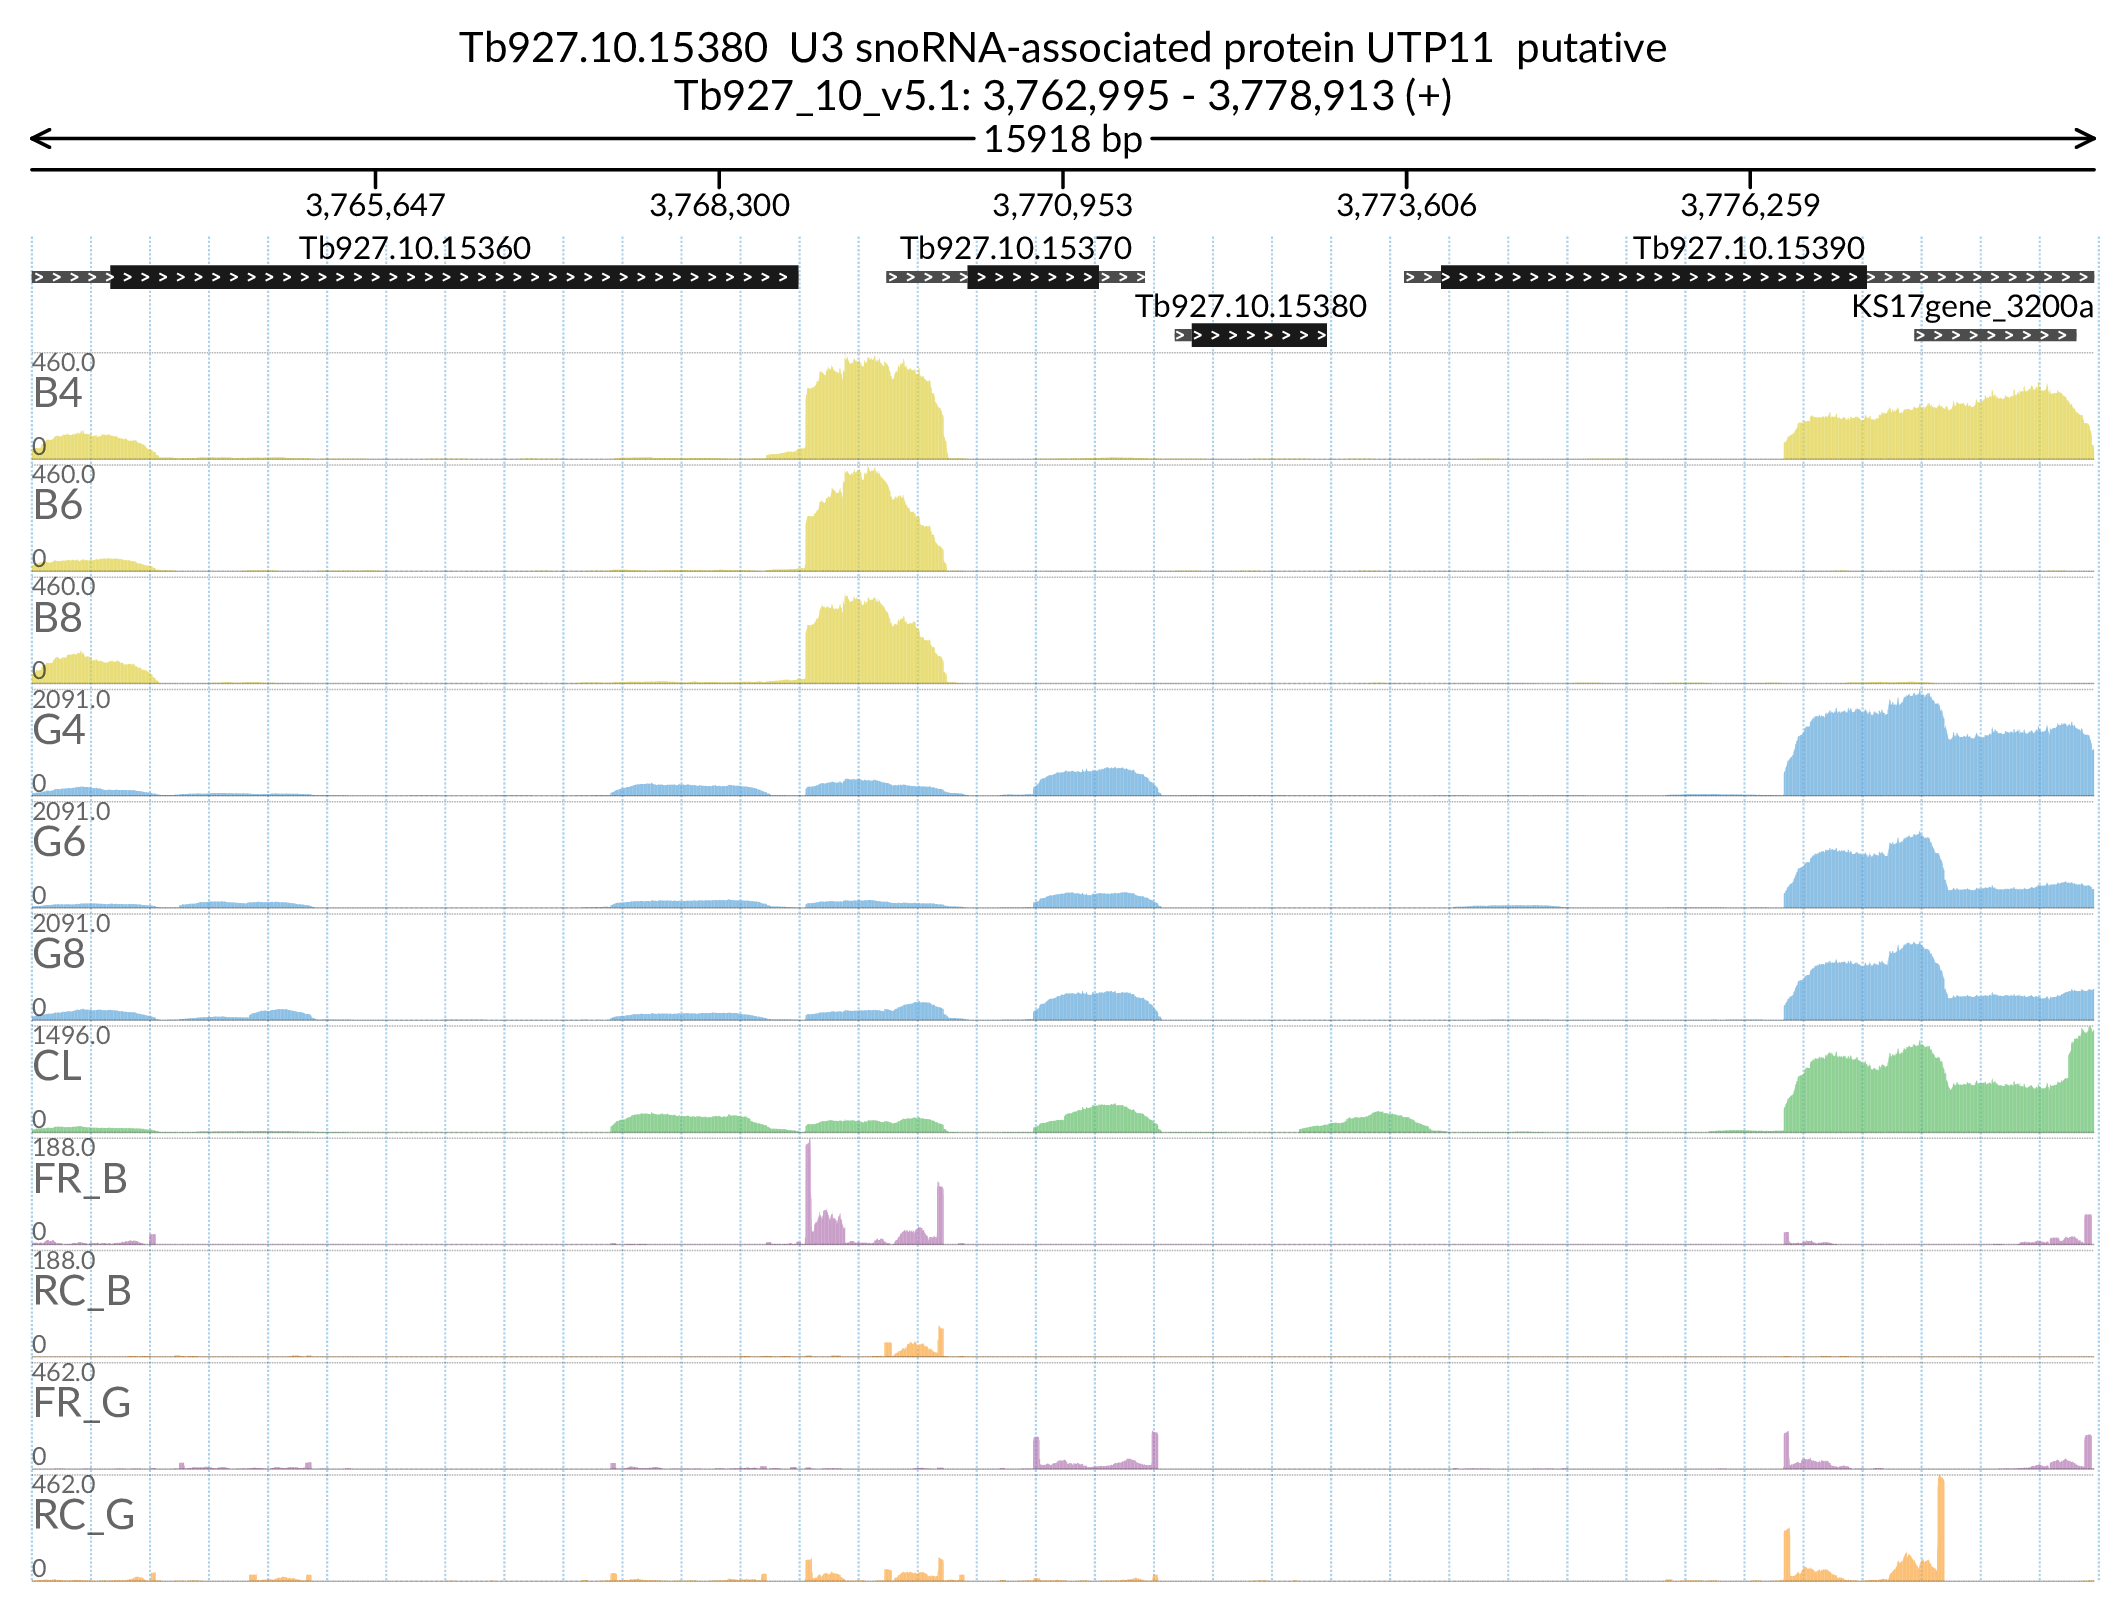 Tb927.10.15380  U3 snoRNA-associated protein UTP11  putative
Tb927_10_v5.1: 3,762,995 - 3,778,913 (+)
15918 bp
3,765,647 3,768,300 3,770,953 3,773,606 3,776,259
Tb927.10.15360 Tb927.10.15370 Tb927.10.15390
Tb927.10.15380 KS17gene_3200a
460.0
B4
0
460.0
B6
0
460.0
B8
0
2091.0
G4
0
2091.0
G6
0
2091.0
G8
0
1496.0
CL
0
188.0
FR_B
0
188.0
RC_B
0
462.0
FR_G
0
462.0
RC_G
0